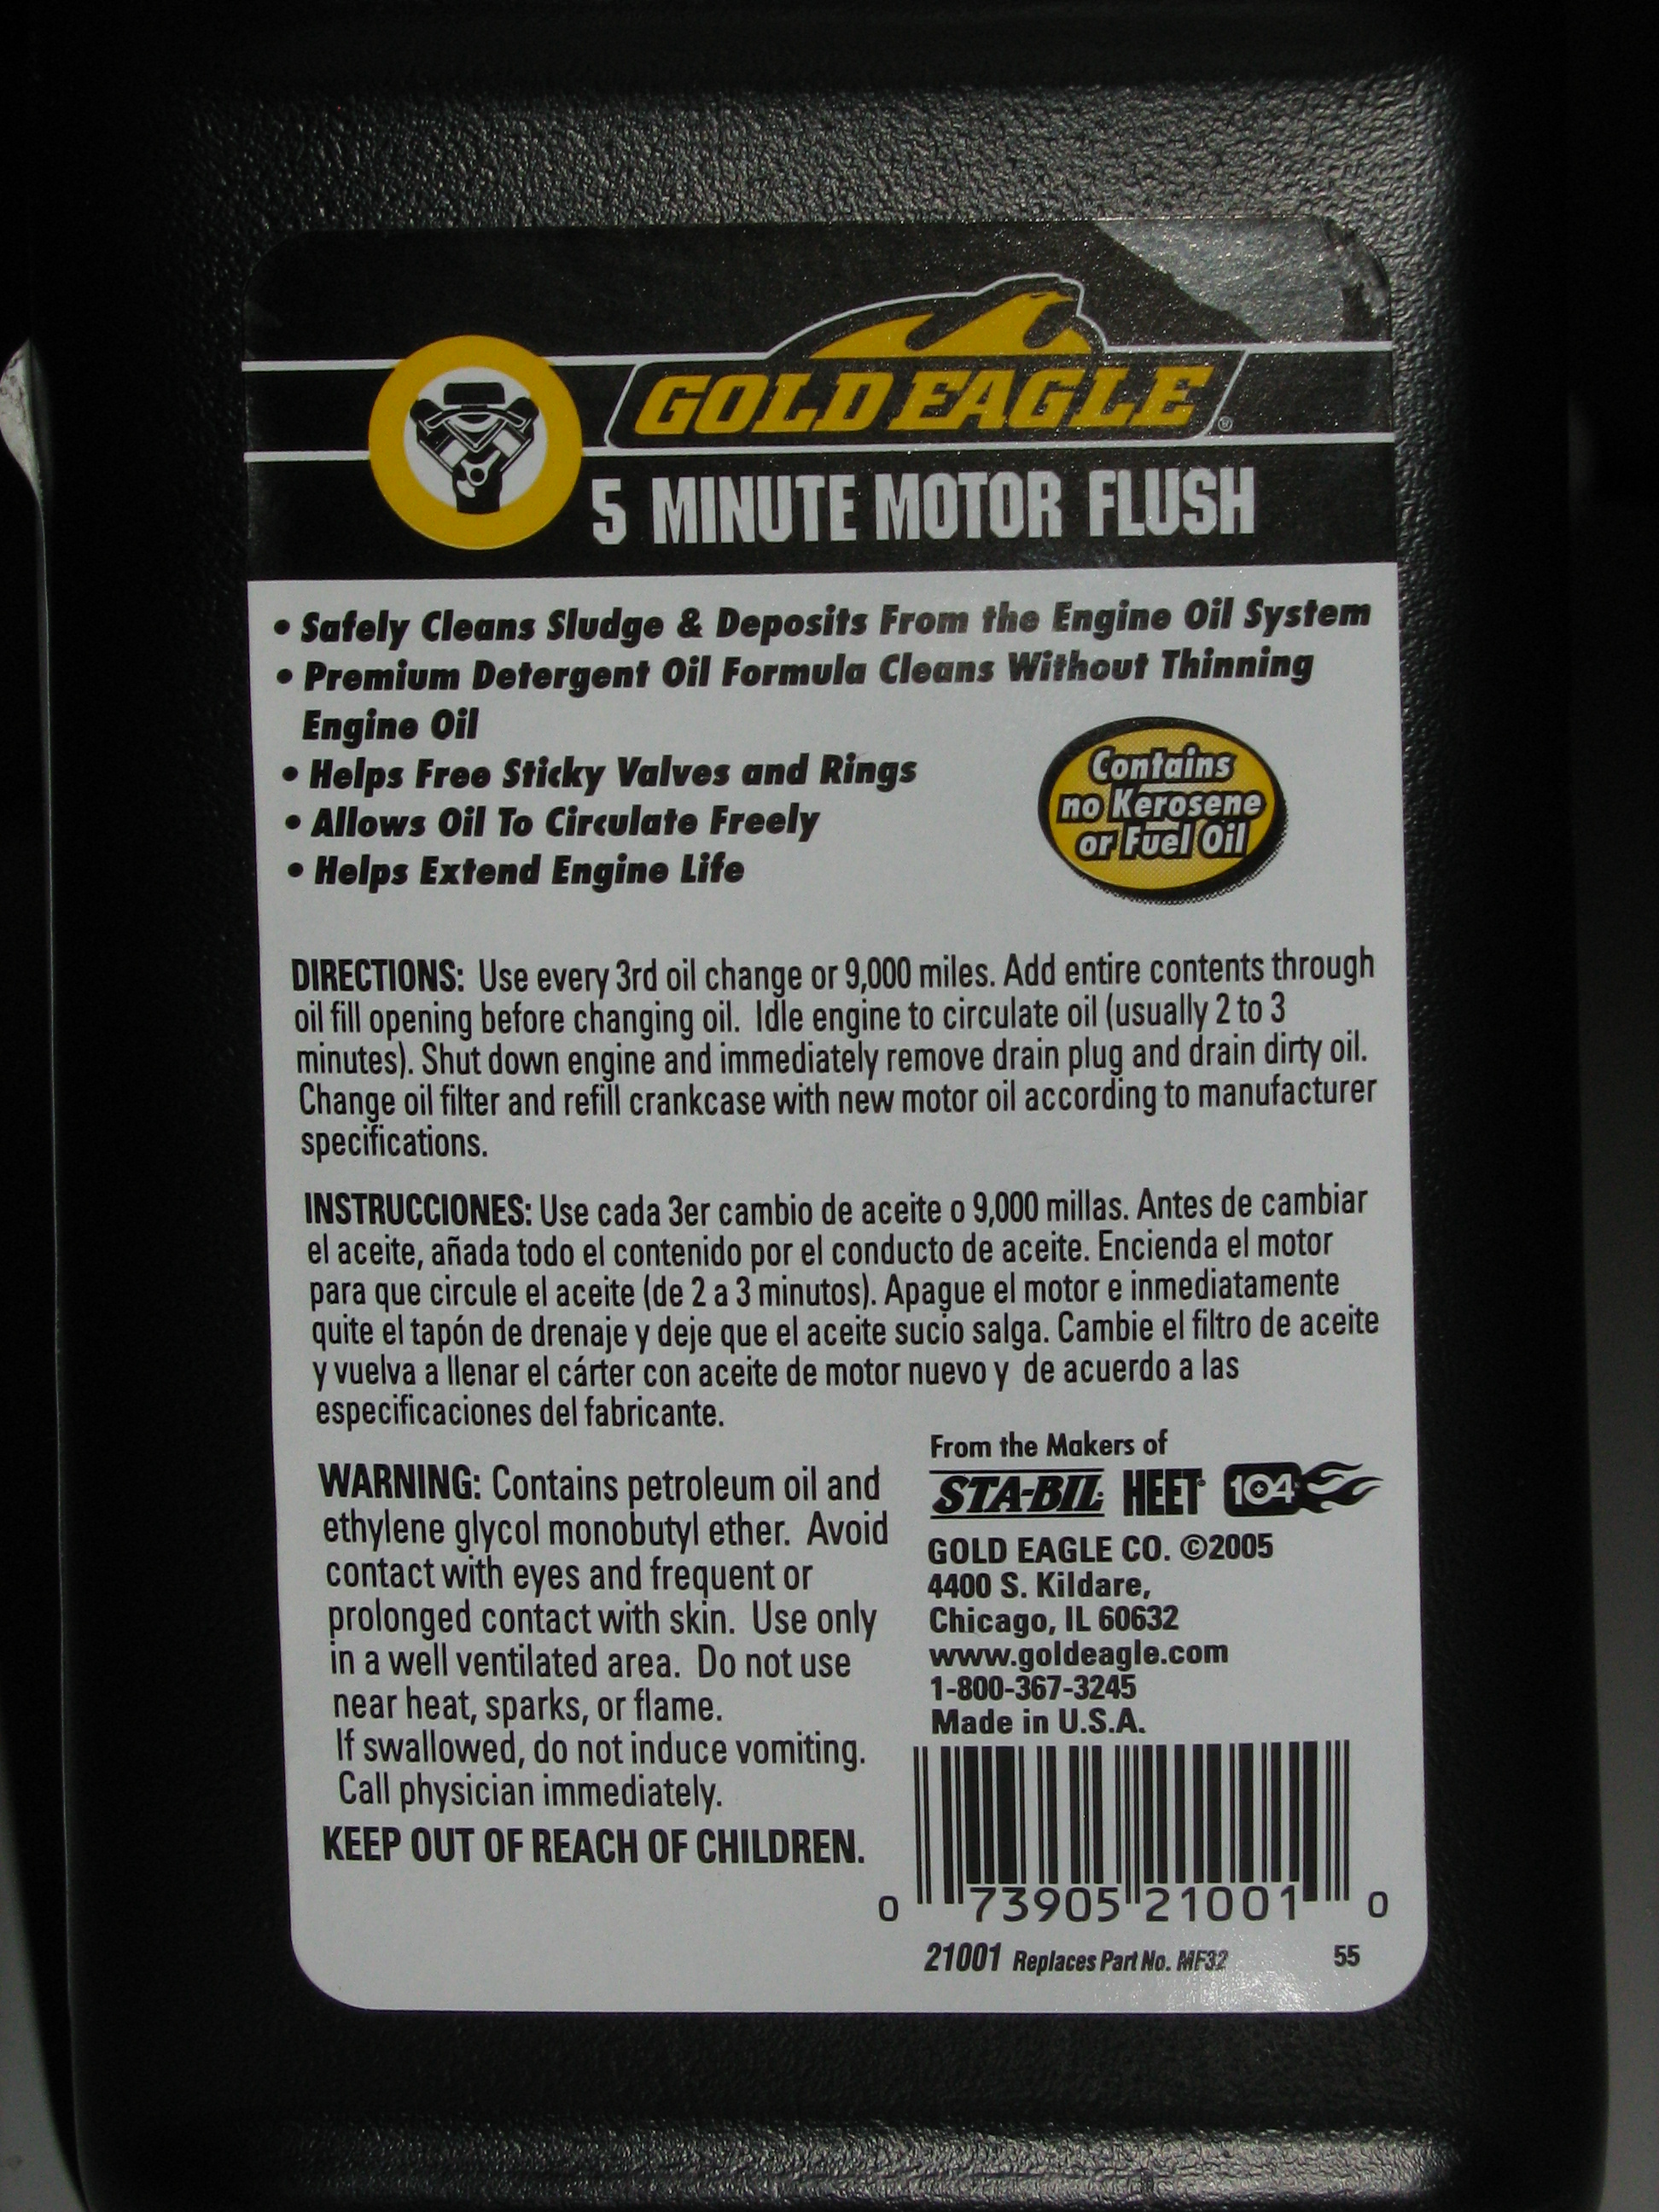 GOLD EAGLE®
5 MINUTE MOTOR FLUSH
• Safely Cleans Sludge & Deposits From the Engine Oil System
• Premium Detergent Oil Formula Cleans Without Thinning
Engine Oil
• Helps Free Sticky Valves and Rings
• Allows Oil To Circulate Freely
• Helps Extend Engine Life
Contains
no Kerosene
or Fuel Oil
DIRECTIONS: Use every 3rd oil change or 9,000 miles. Add entire contents through
oil fill opening before changing oil. Idle engine to circulate oil (usually 2 to 3
minutes). Shut down engine and immediately remove drain plug and drain dirty oil.
Change oil filter and refill crankcase with new motor oil according to manufacturer
specifications.
INSTRUCCIONES: Use cada 3er cambio de aceite o 9,000 millas. Antes de cambiar
el aceite, añada todo el contenido por el conducto de aceite. Encienda el motor
para que circule el aceite (de 2 a 3 minutos). Apague el motor e inmediatamente
quite el tapón de drenaje y deje que el aceite sucio salga. Cambie el filtro de aceite
y vuelva a llenar el cárter con aceite de motor nuevo y de acuerdo a las
especificaciones del fabricante.
WARNING: Contains petroleum oil and
ethylene glycol monobutyl ether. Avoid
contact with eyes and frequent or
prolonged contact with skin. Use only
in a well ventilated area. Do not use
near heat, sparks, or flame.
If swallowed, do not induce vomiting.
Call physician immediately.
KEEP OUT OF REACH OF CHILDREN.
From the Makers of
STA-BIL HEET 104+
GOLD EAGLE CO. ©2005
4400 S. Kildare,
Chicago, IL 60632
www.goldeagle.com
1-800-367-3245
Made in U.S.A.
0 73905 21001 0
21001 Replaces Part No. MF32 55